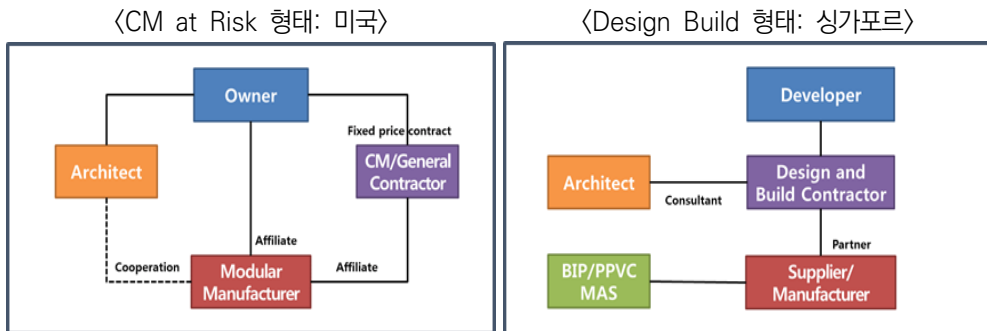 〈CM at Risk 형태: 미국〉
Owner
Fixed price contract
Architect
CM/General
Contractor
Affiliate
Cooperation
Affiliate
Modular
Manufacturer
〈Design Build 형태: 싱가포르〉
Developer
Architect
Consultant
Design and
Build Contractor
Partner
BIP/PPVC
MAS
Supplier/
Manufacturer